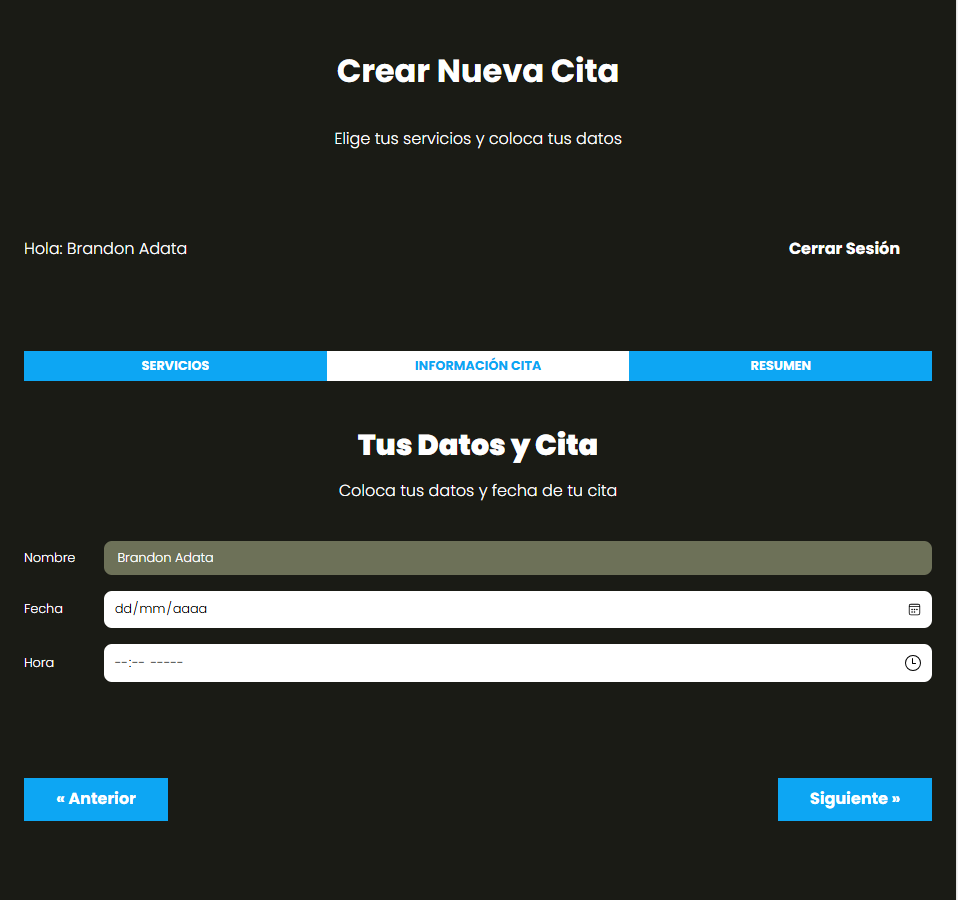 Crear Nueva Cita
Elige tus servicios y coloca tus datos
Hola: Brandon Adata
Cerrar Sesión
SERVICIOS
INFORMACIÓN CITA
RESUMEN
Tus Datos y Cita
Coloca tus datos y fecha de tu cita
Nombre
Brandon Adata
Fecha
dd/mm/aaaa
Hora
--:-- -----
« Anterior
Siguiente »